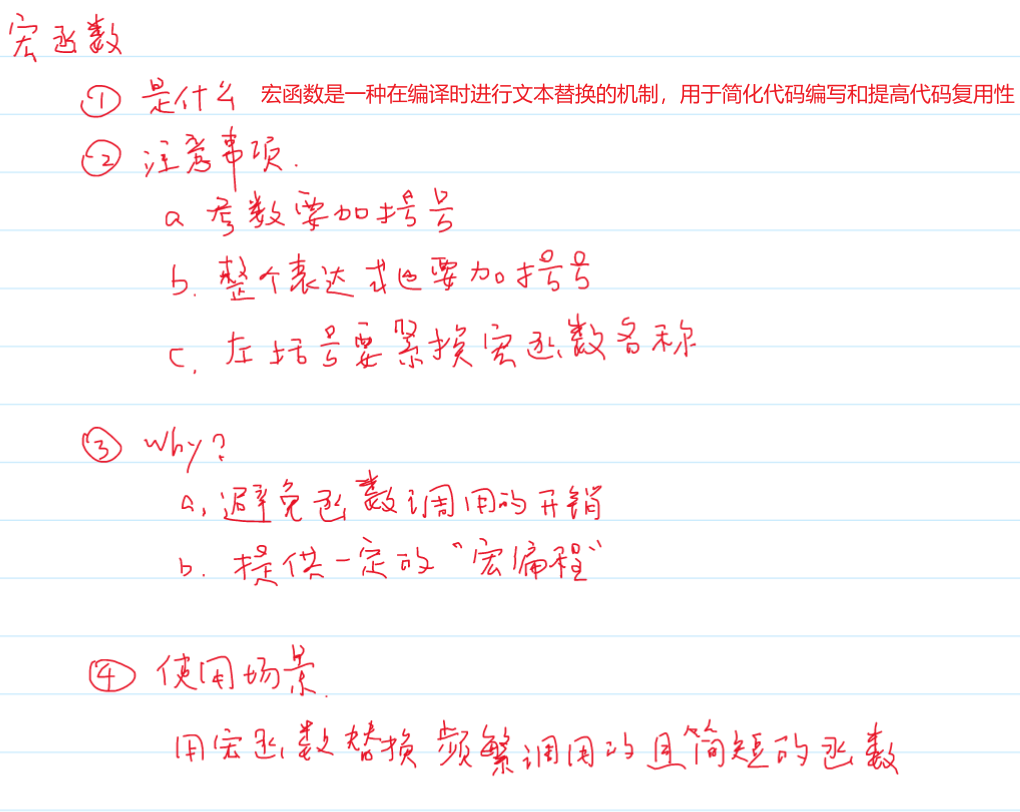 宏函数
① 是什么 宏函数是一种在编译时进行文本替换的机制，用于简化代码编写和提高代码复用性
② 注意事项.
a 参数要加括号
b. 整个表达式也要加括号
c. 左括号要紧挨宏函数名称
③ Why?
a. 避免函数调用的开销
b. 提供一定的“宏编程”
④ 使用场景.
用宏函数替换频繁调用的且简短的函数